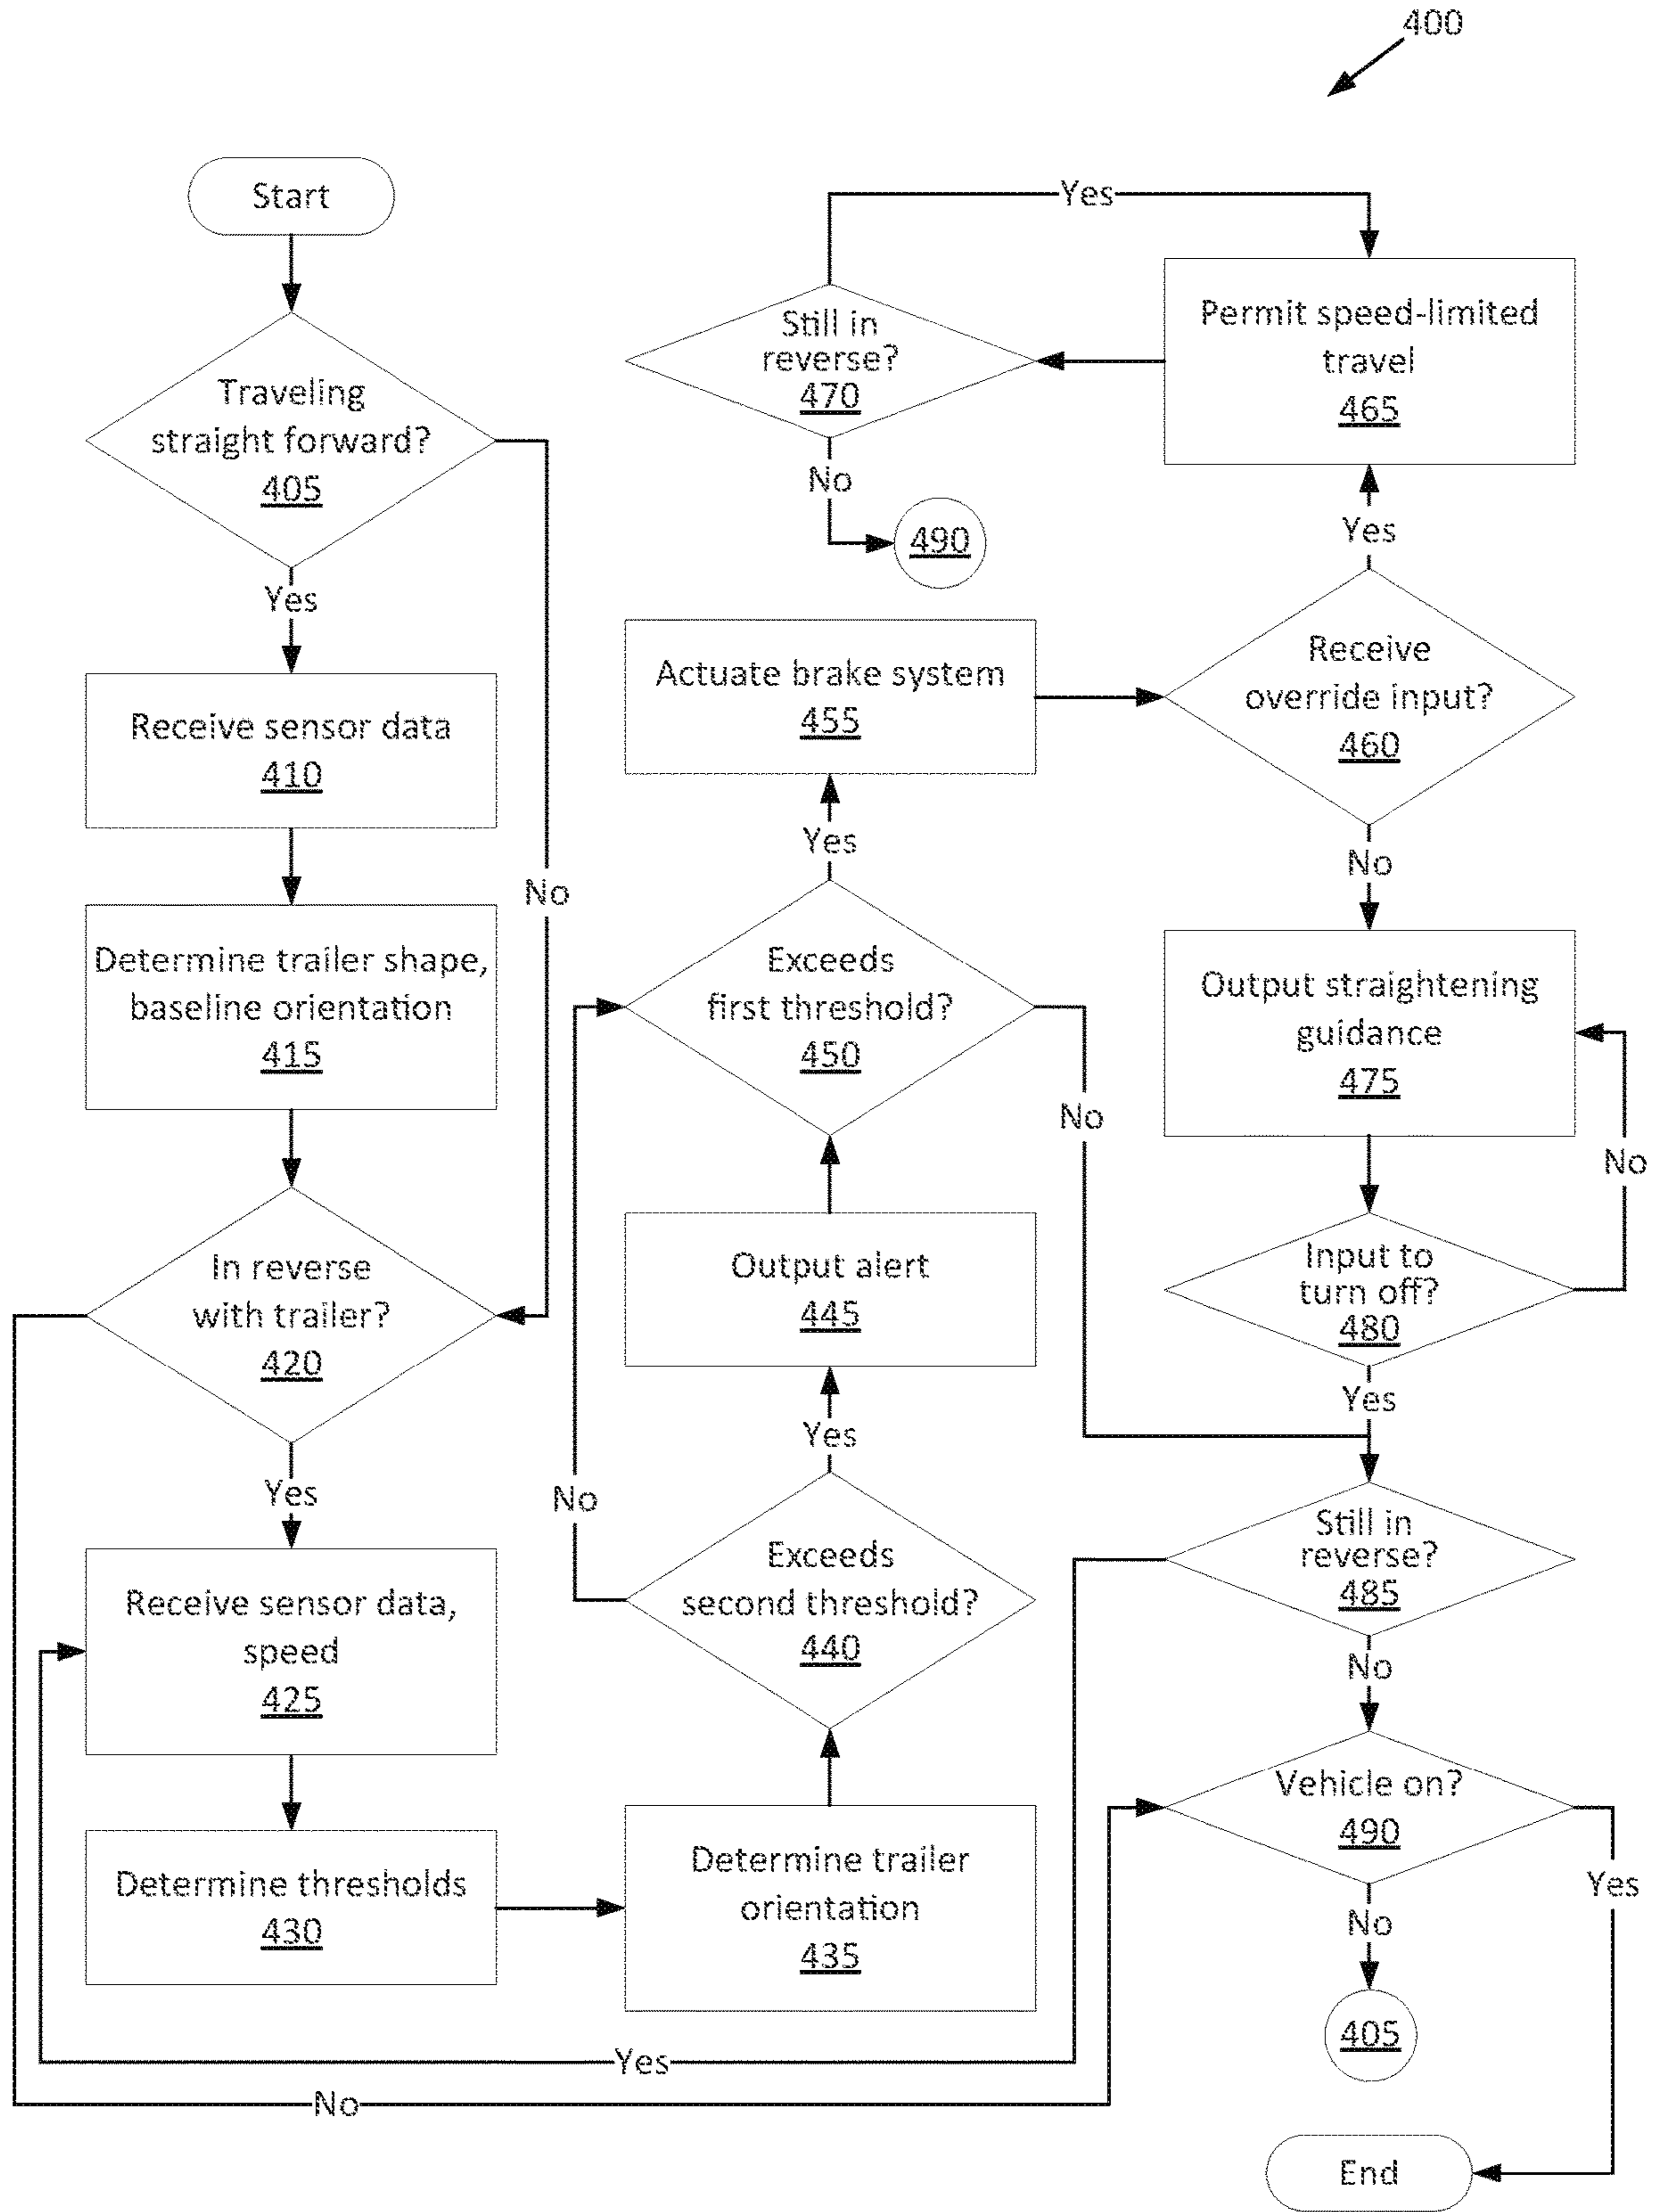 400
Start
Traveling
straight forward?
405
Yes
No
Receive sensor data
410
Determine trailer shape,
baseline orientation
415
In reverse
with trailer?
420
Yes
No
Receive sensor data,
speed
425
Determine thresholds
430
Determine trailer
orientation
435
Exceeds
second threshold?
440
Yes
No
Output alert
445
Exceeds
first threshold?
450
Yes
No
Actuate brake system
455
Receive
override input?
460
Yes
No
Permit speed-limited
travel
465
Still in
reverse?
470
Yes
No
490
Output straightening
guidance
475
Input to
turn off?
480
No
Yes
Still in
reverse?
485
Yes
No
Vehicle on?
490
No
Yes
405
End